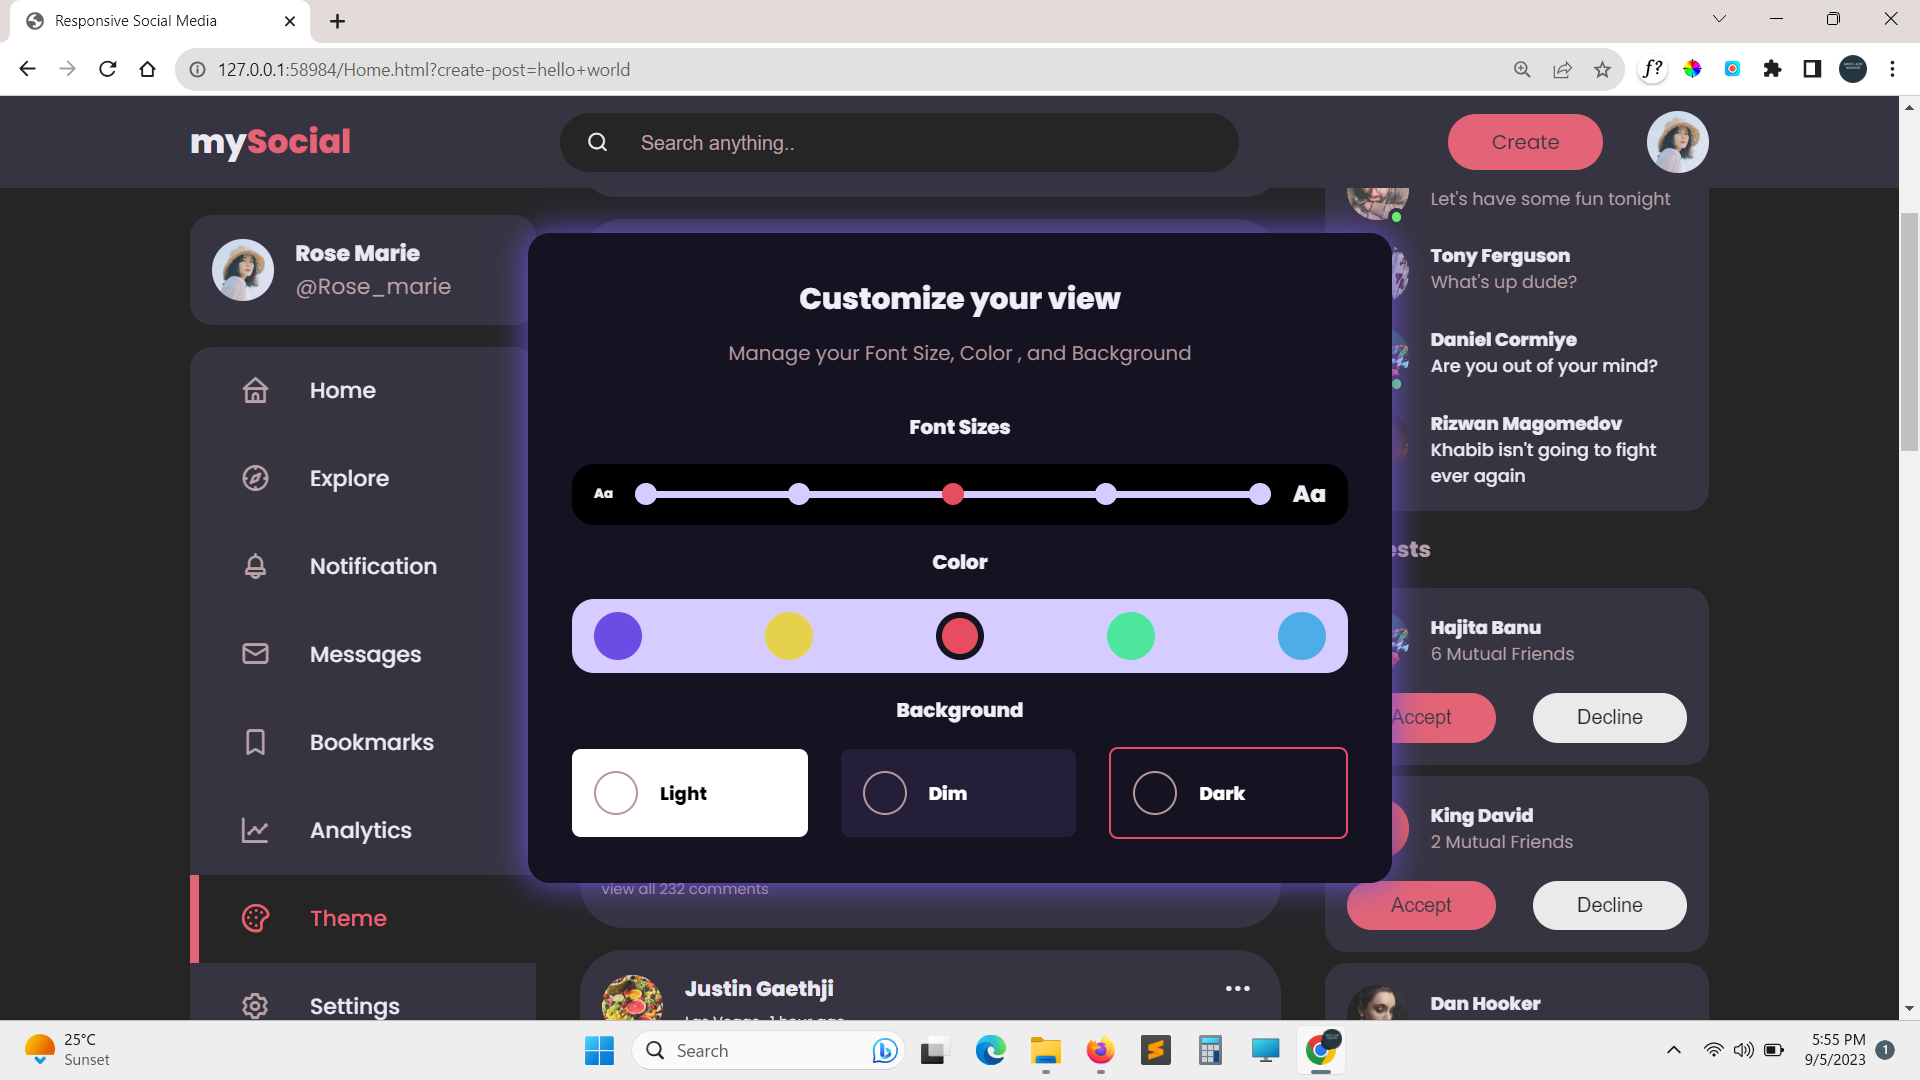 Responsive Social Media
127.0.0.1:58984/Home.html?create-post=hello+world
f?
mySocial
Search anything..
Create
Rose Marie
@Rose_marie
Home
Explore
Notification
Messages
Bookmarks
Analytics
Theme
Settings
Customize your view
Manage your Font Size, Color , and Background
Font Sizes
Aa
Aa
Color
Background
Light
Dim
Dark
view all 232 comments
Justin Gaethji
Let's have some fun tonight
Tony Ferguson
What's up dude?
Daniel Cormiye
Are you out of your mind?
Rizwan Magomedov
Khabib isn't going to fight
ever again
ests
Hajita Banu
6 Mutual Friends
Accept
Decline
King David
2 Mutual Friends
Accept
Decline
Dan Hooker
25°C
Sunset
Search
5:55 PM
9/5/2023
1